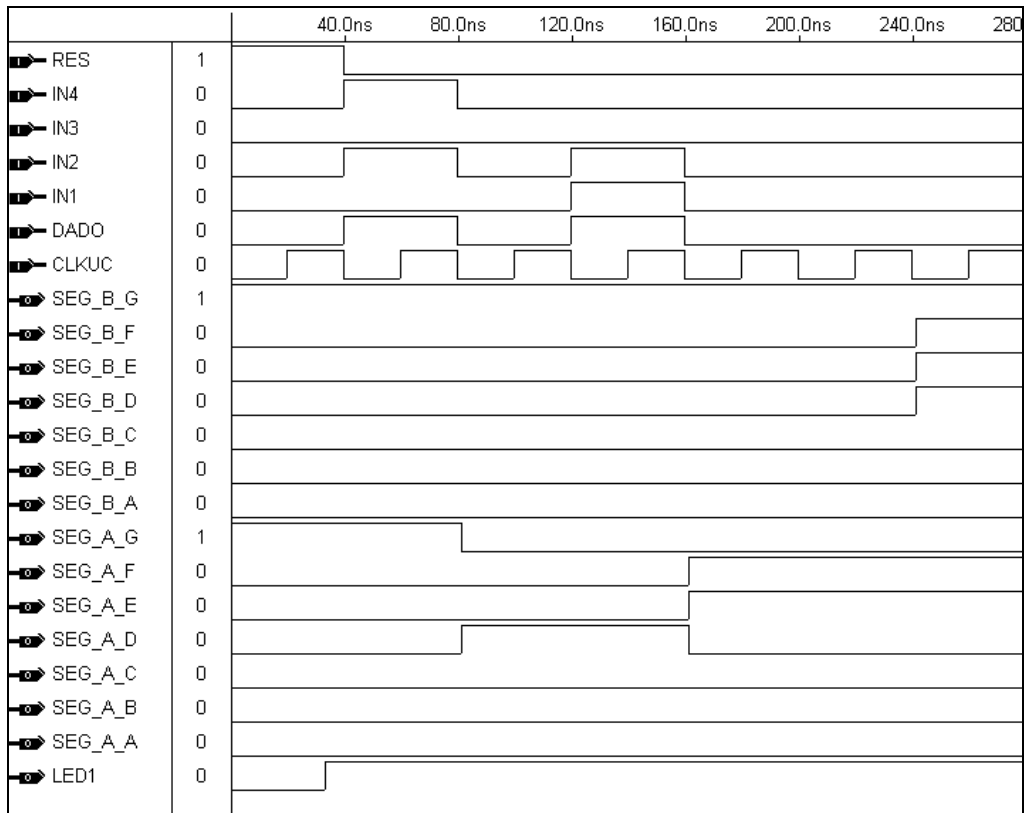 40.0ns 80.0ns 120.0ns 160.0ns 200.0ns 240.0ns 280
RES 1
IN4 0
IN3 0
IN2 0
IN1 0
DADO 0
CLKUC 0
SEG_B_G 1
SEG_B_F 0
SEG_B_E 0
SEG_B_D 0
SEG_B_C 0
SEG_B_B 0
SEG_B_A 0
SEG_A_G 1
SEG_A_F 0
SEG_A_E 0
SEG_A_D 0
SEG_A_C 0
SEG_A_B 0
SEG_A_A 0
LED1 0